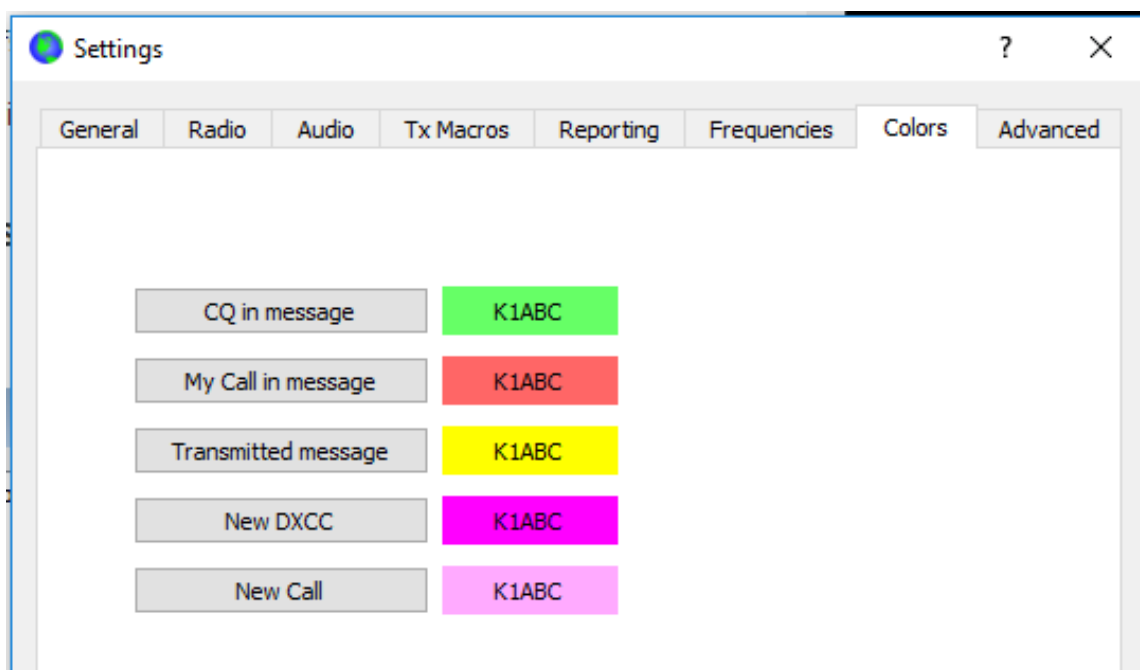 Settings
General Radio Audio Tx Macros Reporting Frequencies Colors Advanced
CQ in message K1ABC
My Call in message K1ABC
Transmitted message K1ABC
New DXCC K1ABC
New Call K1ABC